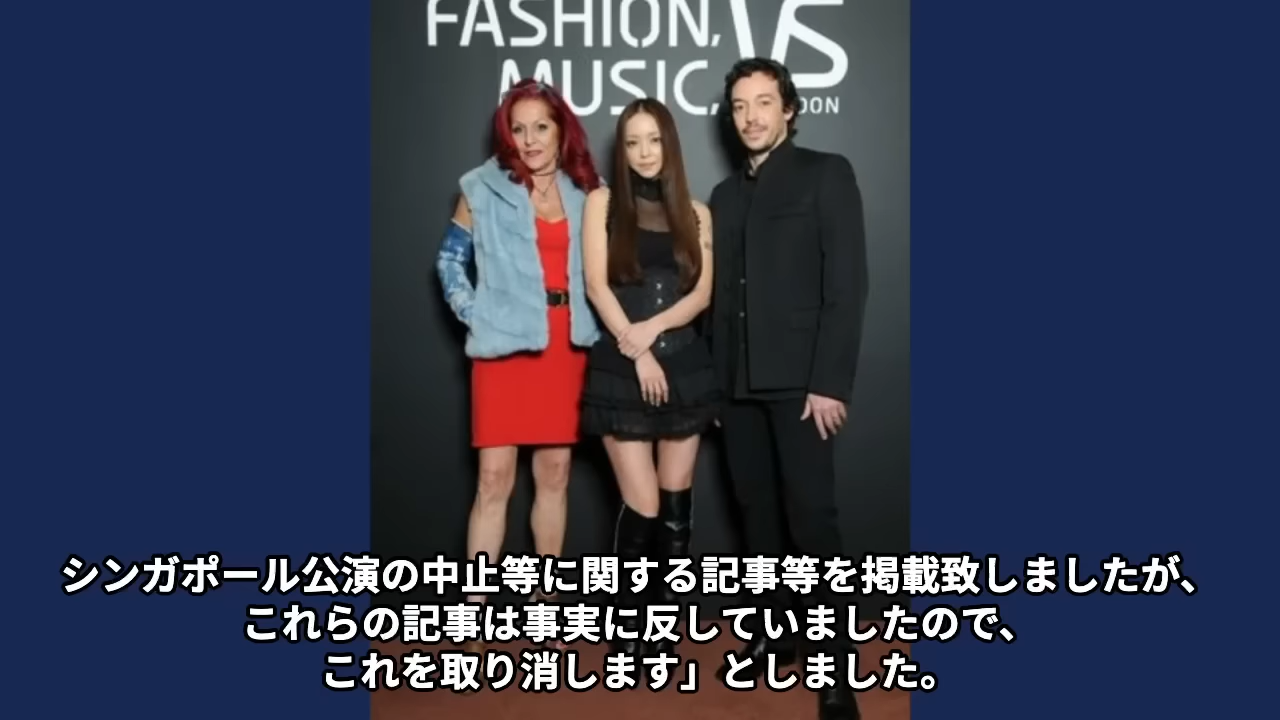 FASHION, VS
MUSIC,
シンガポール公演の中止等に関する記事等を掲載致しましたが、
これらの記事は事実に反していましたので、
これを取り消します」としました。